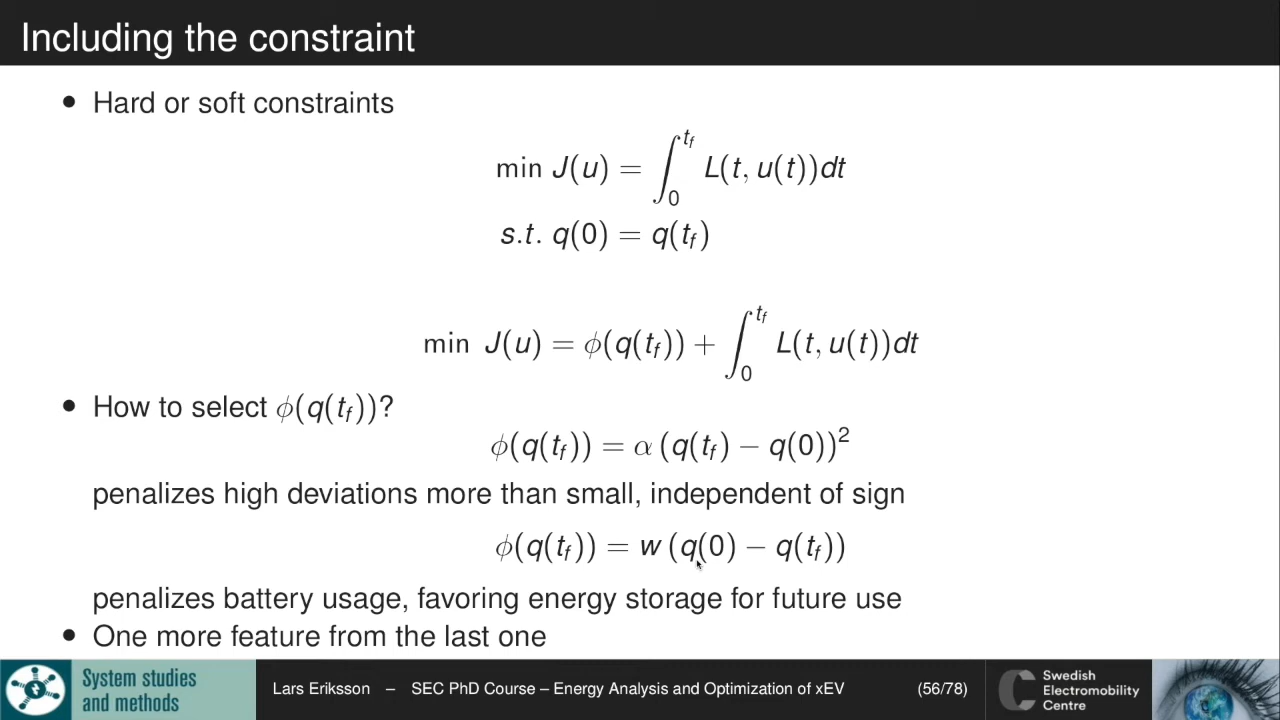 Including the constraint
• Hard or soft constraints
min J(u) = ∫₀^{t_f} L(t, u(t))dt
s.t. q(0) = q(t_f)
min J(u) = ϕ(q(t_f)) + ∫₀^{t_f} L(t, u(t))dt
• How to select ϕ(q(t_f))?
ϕ(q(t_f)) = α (q(t_f) − q(0))²
penalizes high deviations more than small, independent of sign
ϕ(q(t_f)) = w (q(0) − q(t_f))
penalizes battery usage, favoring energy storage for future use
• One more feature from the last one
System studies
and methods
Lars Eriksson – SEC PhD Course – Energy Analysis and Optimization of xEV (56/78)
Swedish
Electromobility
Centre